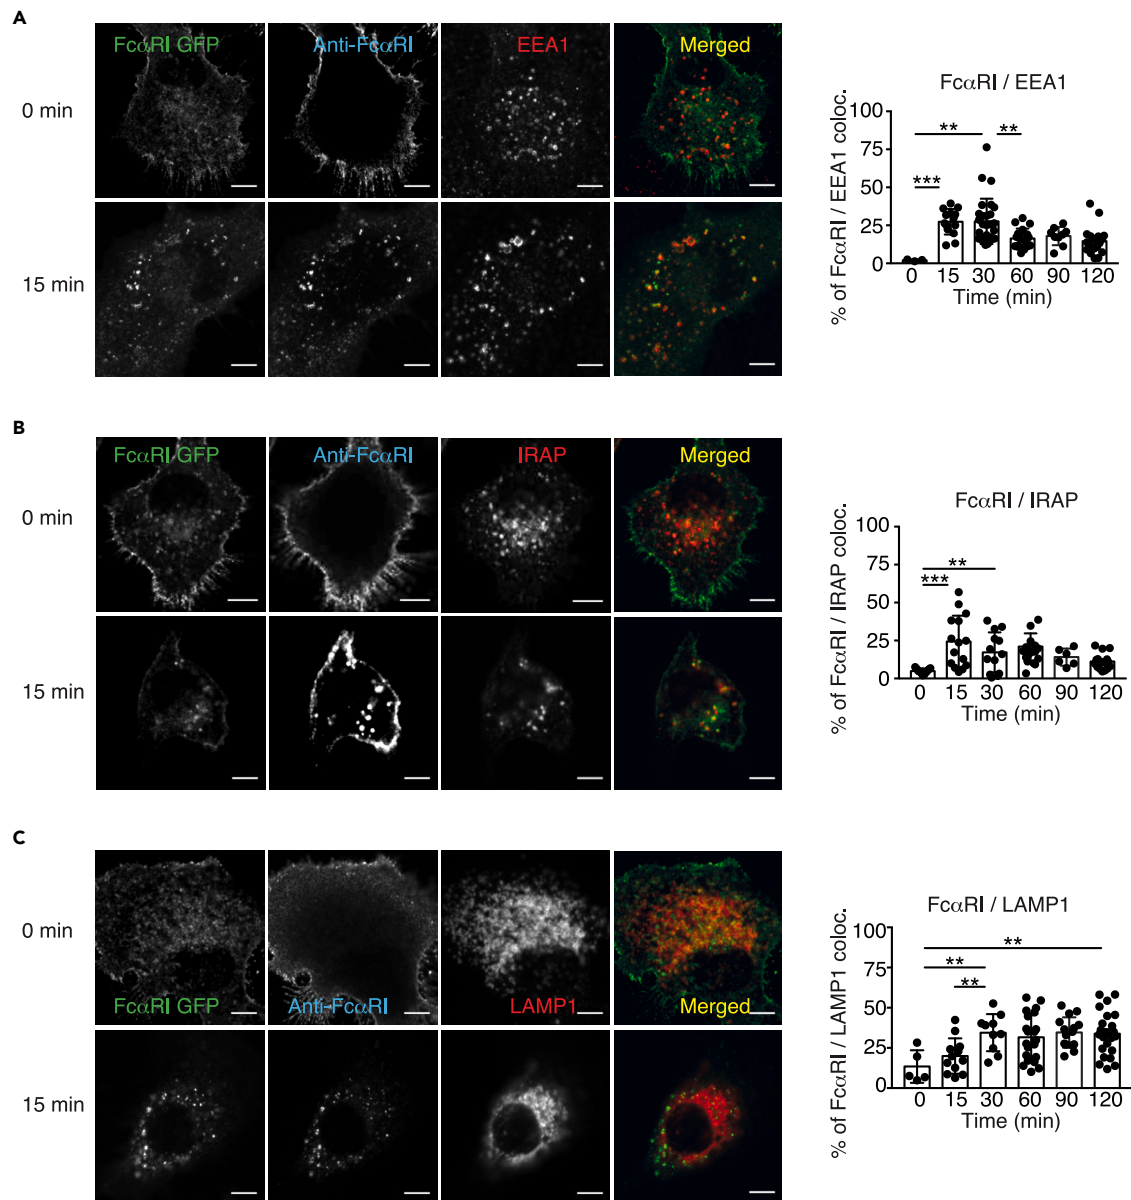 A
FcαRI GFP
Anti-FcαRI
EEA1
Merged
0 min
15 min
FcαRI / EEA1
% of FcαRI / EEA1 coloc.
100
75
50
25
0
**
**
***
0 15 30 60 90 120
Time (min)
B
FcαRI GFP
Anti-FcαRI
IRAP
Merged
0 min
15 min
FcαRI / IRAP
% of FcαRI / IRAP coloc.
100
75
50
25
0
**
***
0 15 30 60 90 120
Time (min)
C
0 min
FcαRI GFP
Anti-FcαRI
LAMP1
Merged
15 min
FcαRI / LAMP1
% of FcαRI / LAMP1 coloc.
100
75
50
25
0
**
**
**
0 15 30 60 90 120
Time (min)